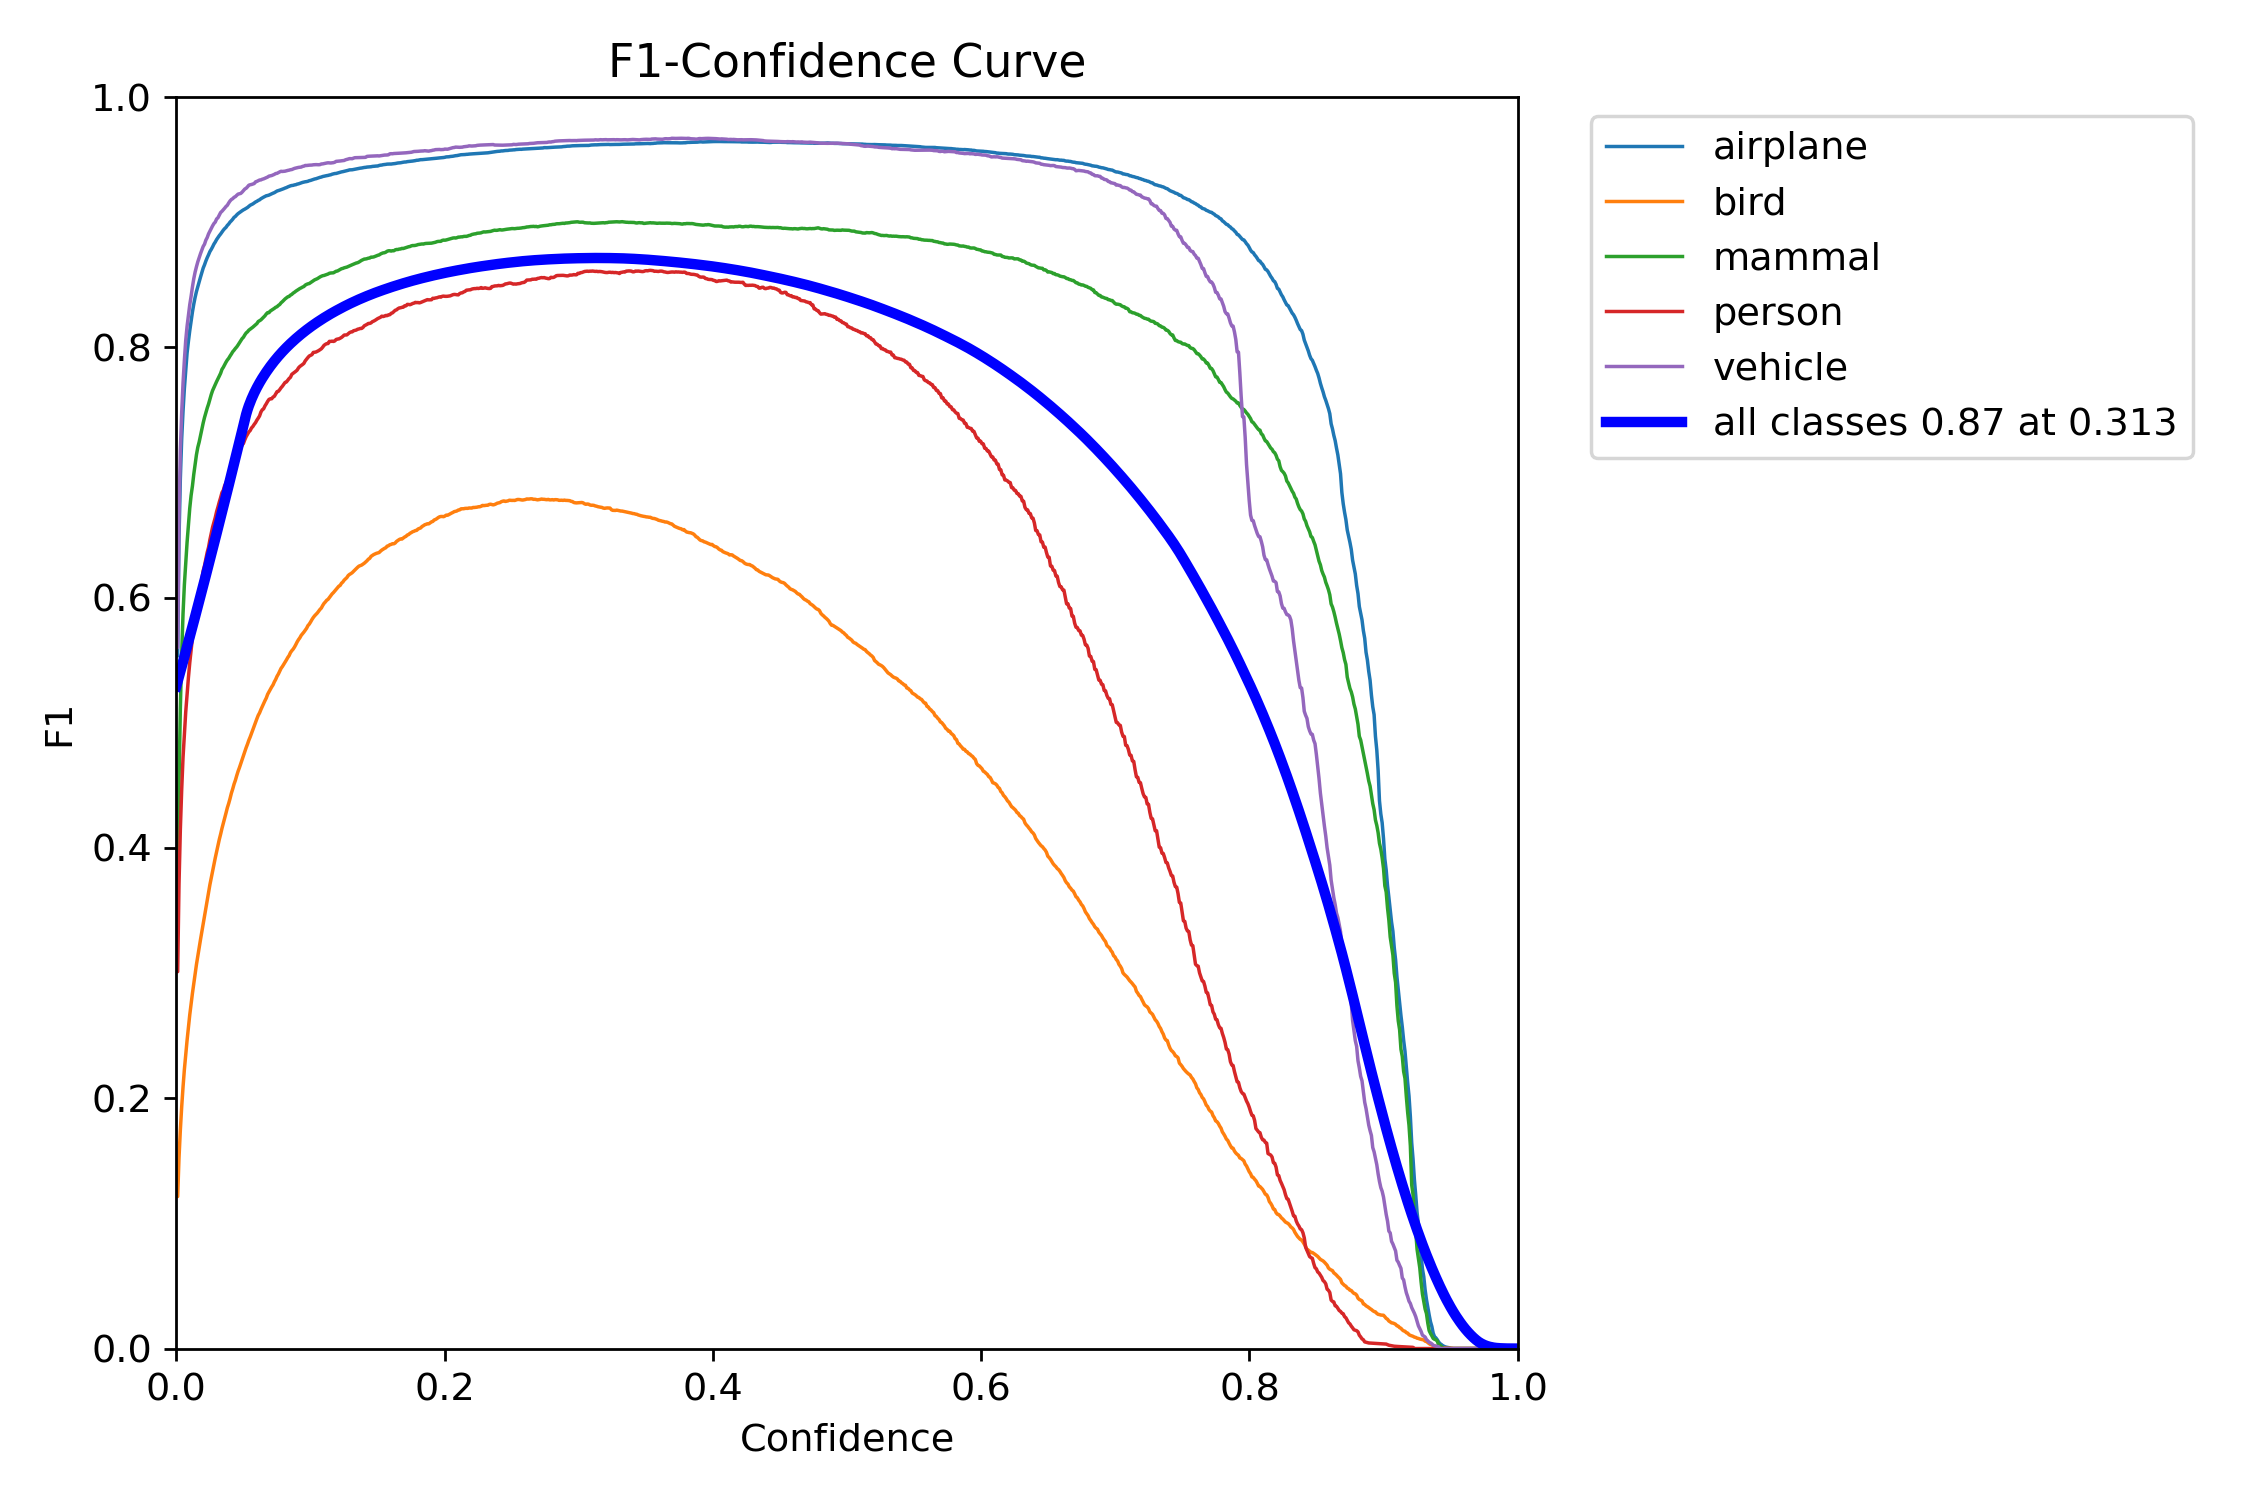 F1-Confidence Curve
1.0
0.8
0.6
0.4
0.2
0.0
F1
0.0 0.2 0.4 0.6 0.8 1.0
Confidence
airplane
bird
mammal
person
vehicle
all classes 0.87 at 0.313